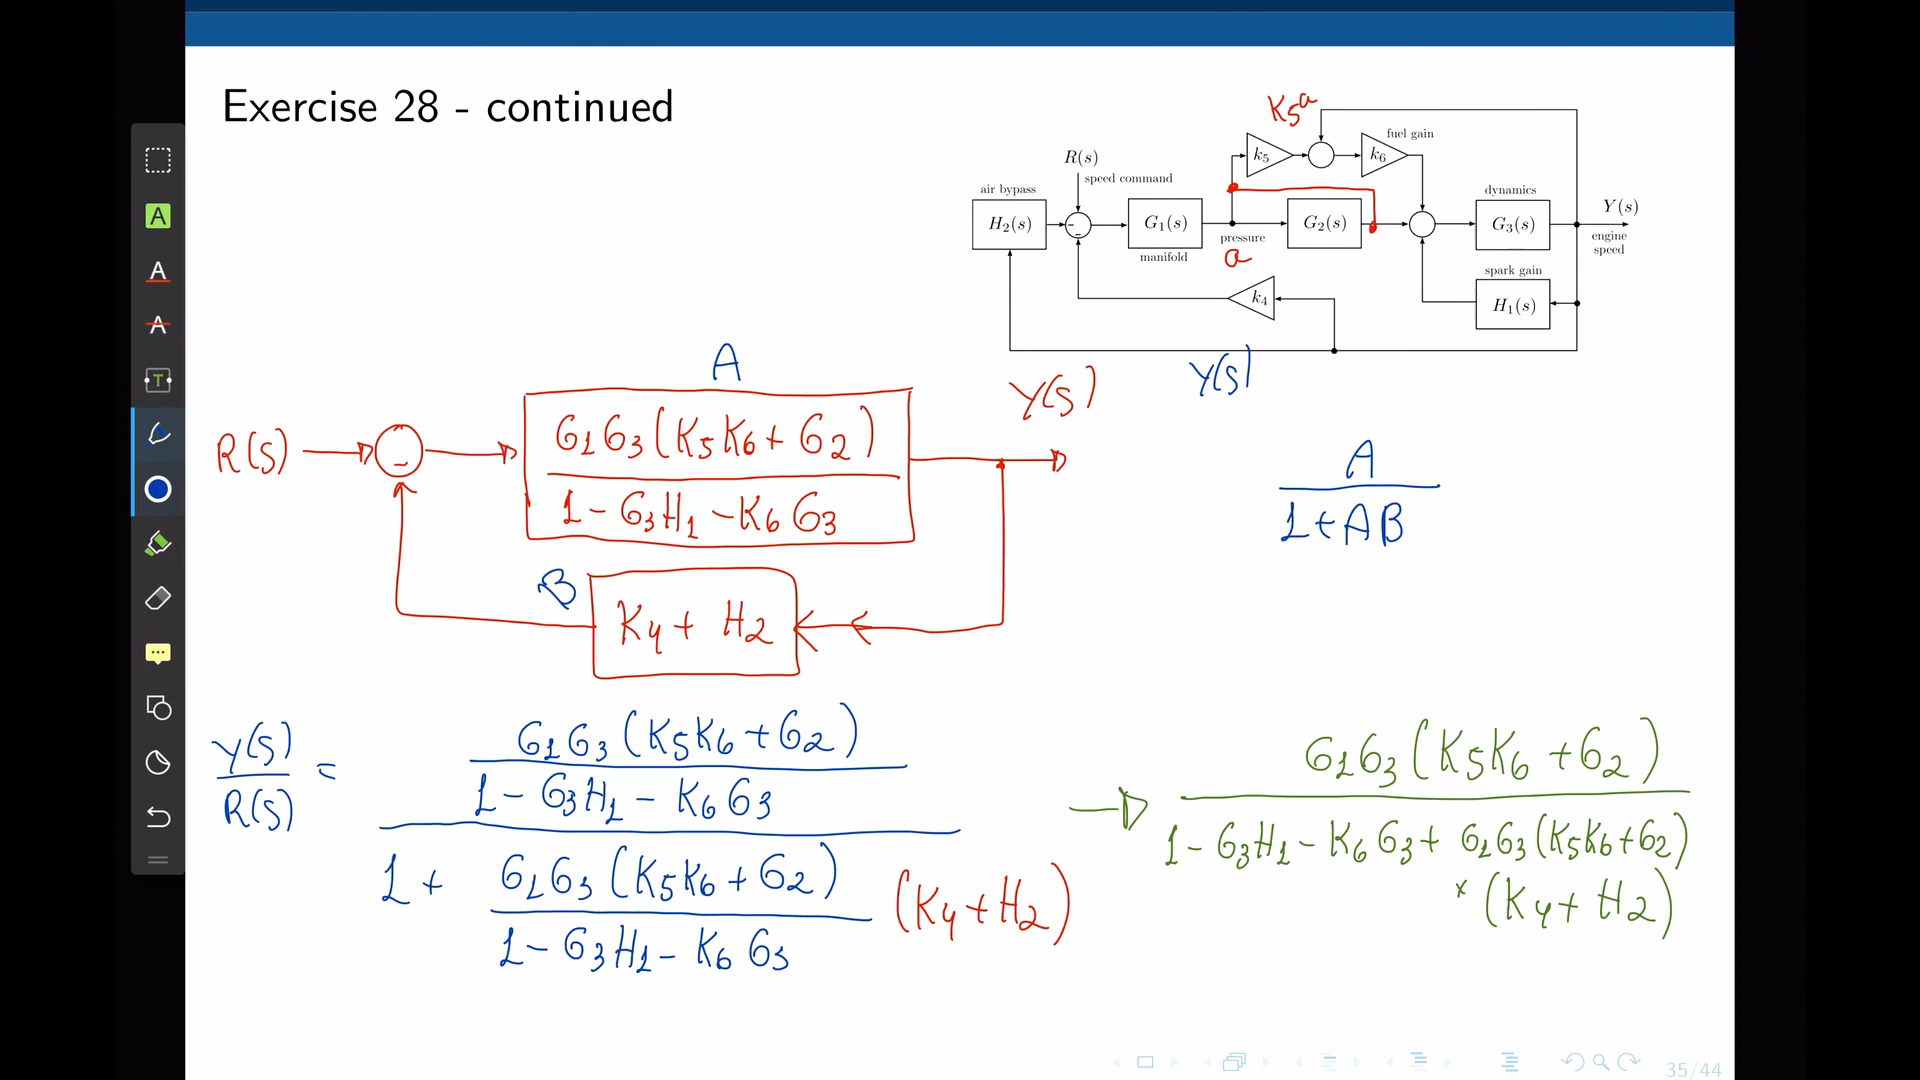 Exercise 28 - continued
K5a
fuel gain
k5
k6
R(s)
speed command
air bypass
dynamics
Y(s)
H2(s)
-
-
G1(s)
G2(s)
G3(s)
engine
speed
pressure
a
manifold
spark gain
k4
H1(s)
Y(s)
Y(s)
A
R(s)
-
G1G3(K5K6+G2)
1-G3H1-K6G3
A
1+AB
B
K4+H2
Y(s)
R(s)
=
G1G3(K5K6+G2)
1-G3H1-K6G3
1+
G1G3(K5K6+G2)
1-G3H1-K6G3
(K4+H2)
G1G3(K5K6+G2)
1-G3H1-K6G3+G1G3(K5K6+G2)
×(K4+H2)
A
A
A
T
35/44